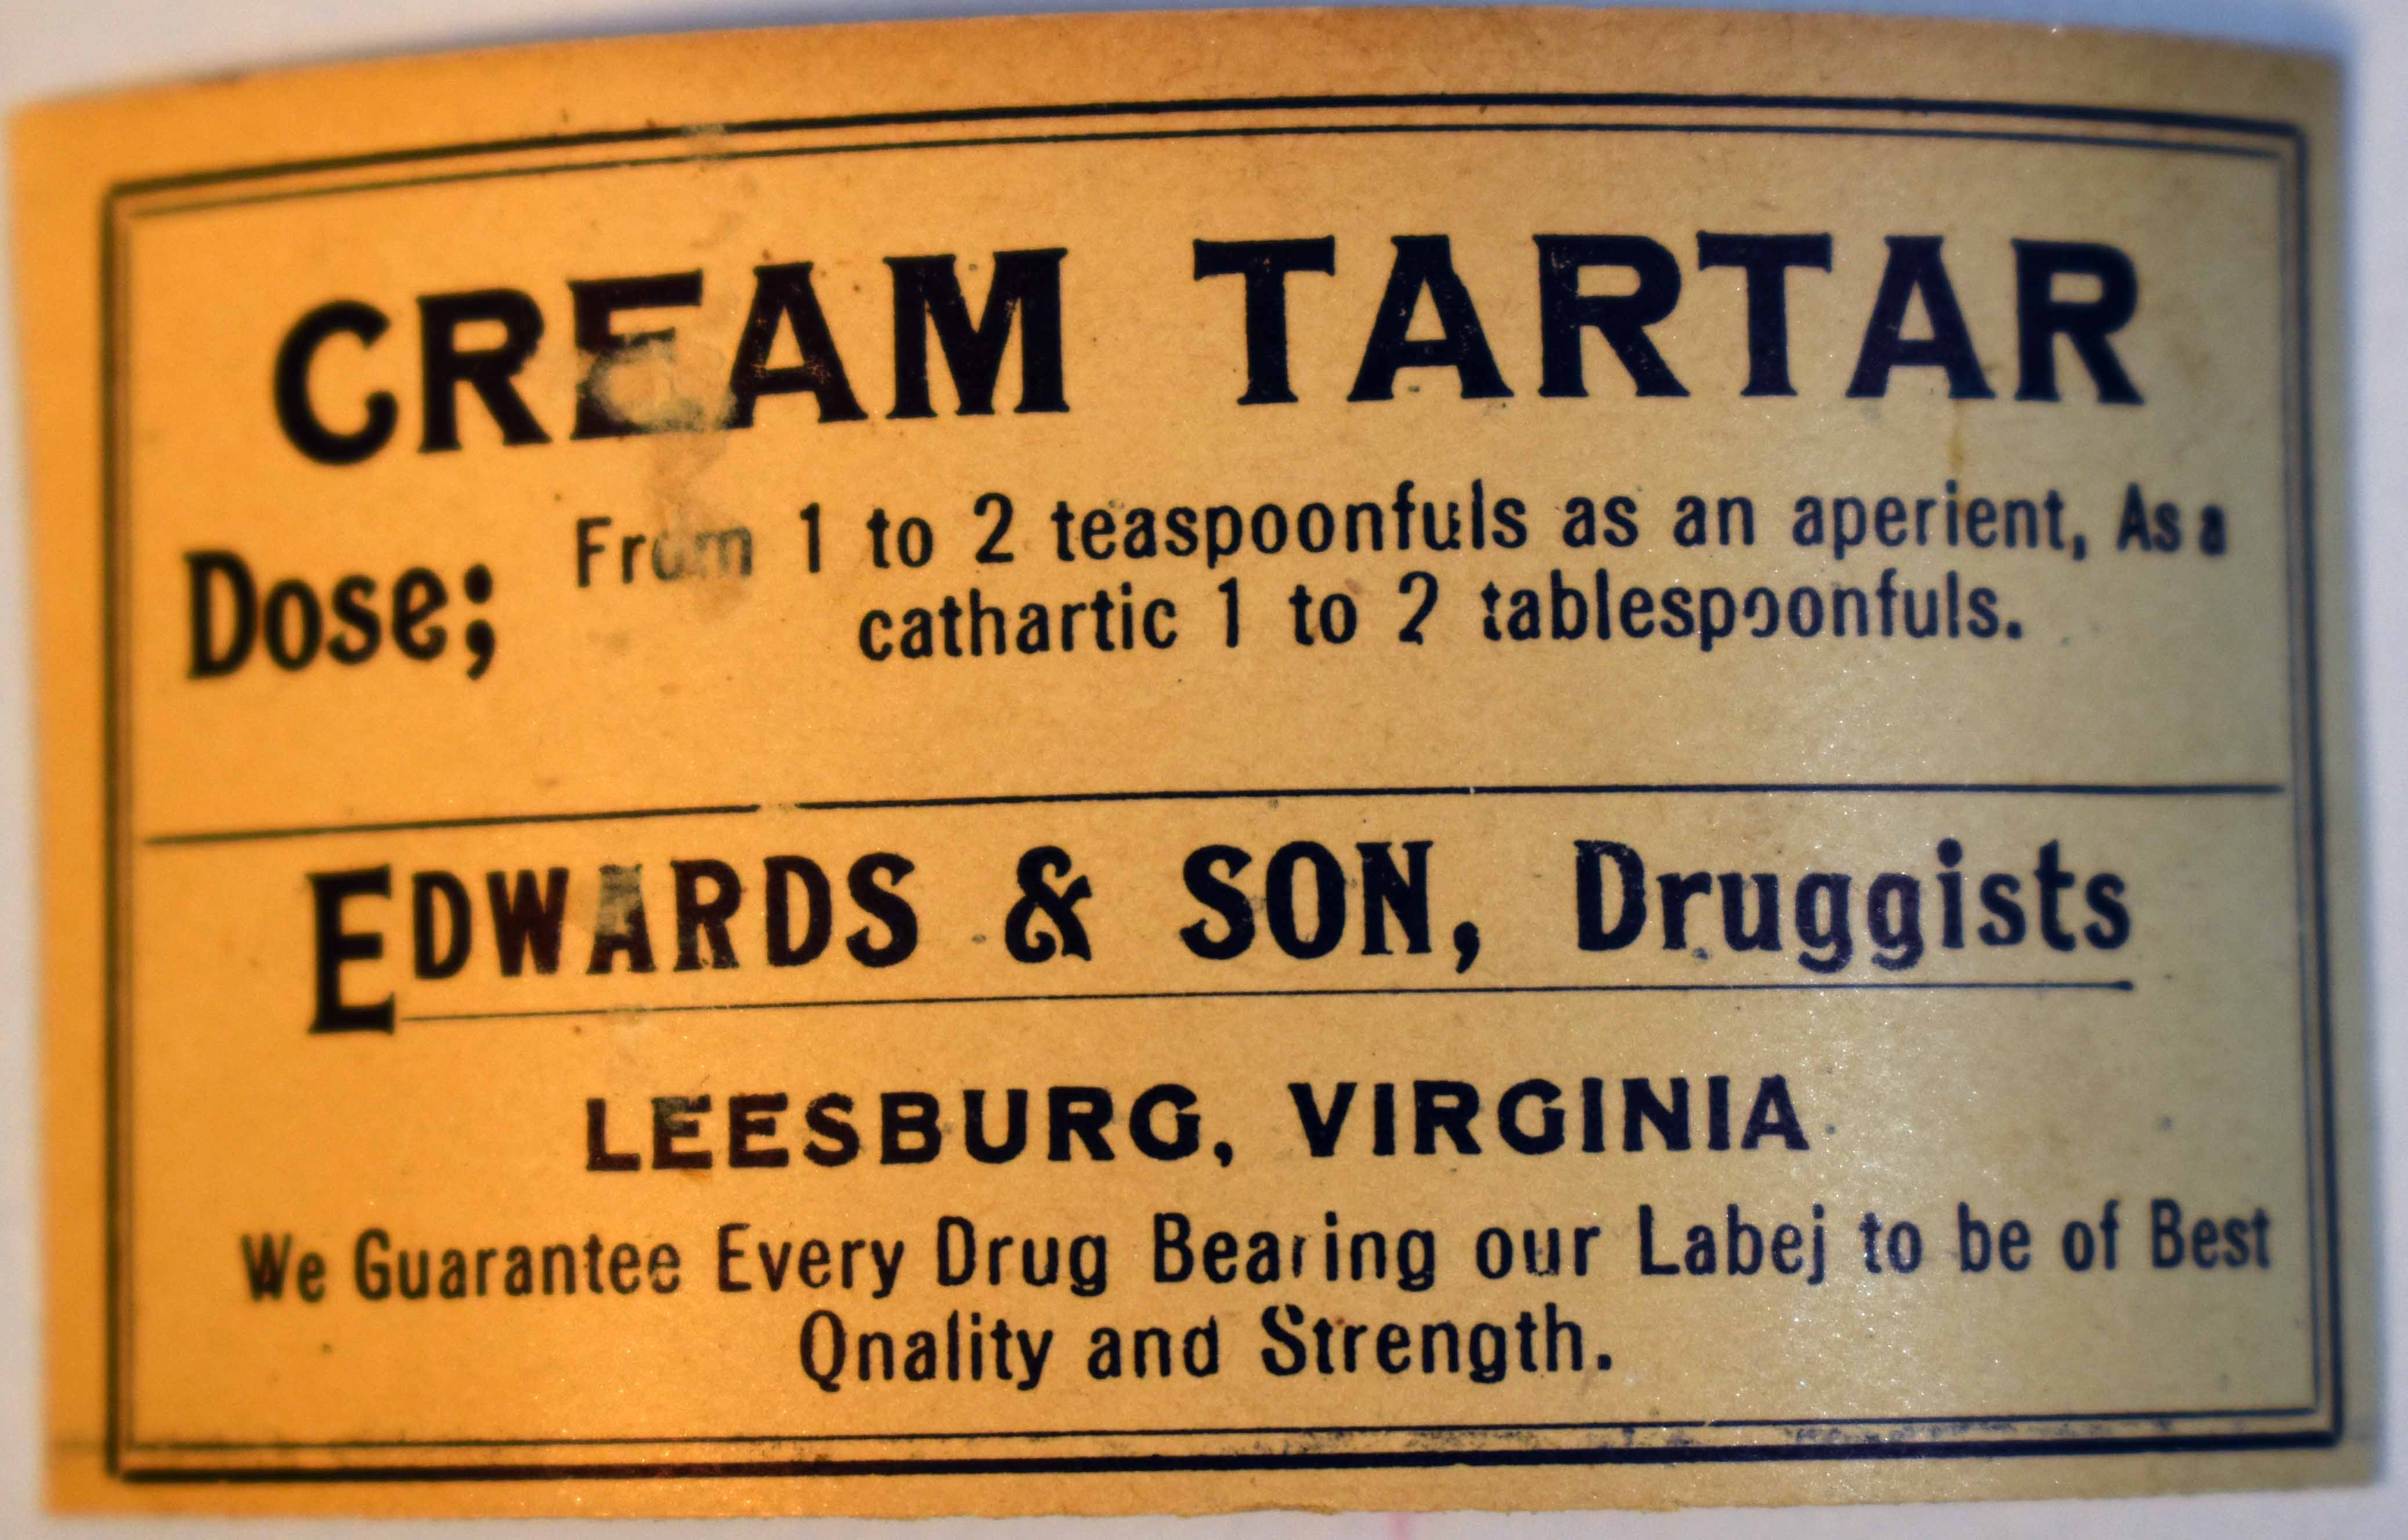 CREAM TARTAR
Dose; From 1 to 2 teaspoonfuls as an aperient, As a
cathartic 1 to 2 tablespoonfuls.
EDWARDS & SON, Druggists
LEESBURG, VIRGINIA
We Guarantee Every Drug Bearing our Labej to be of Best
Qnality and Strength.